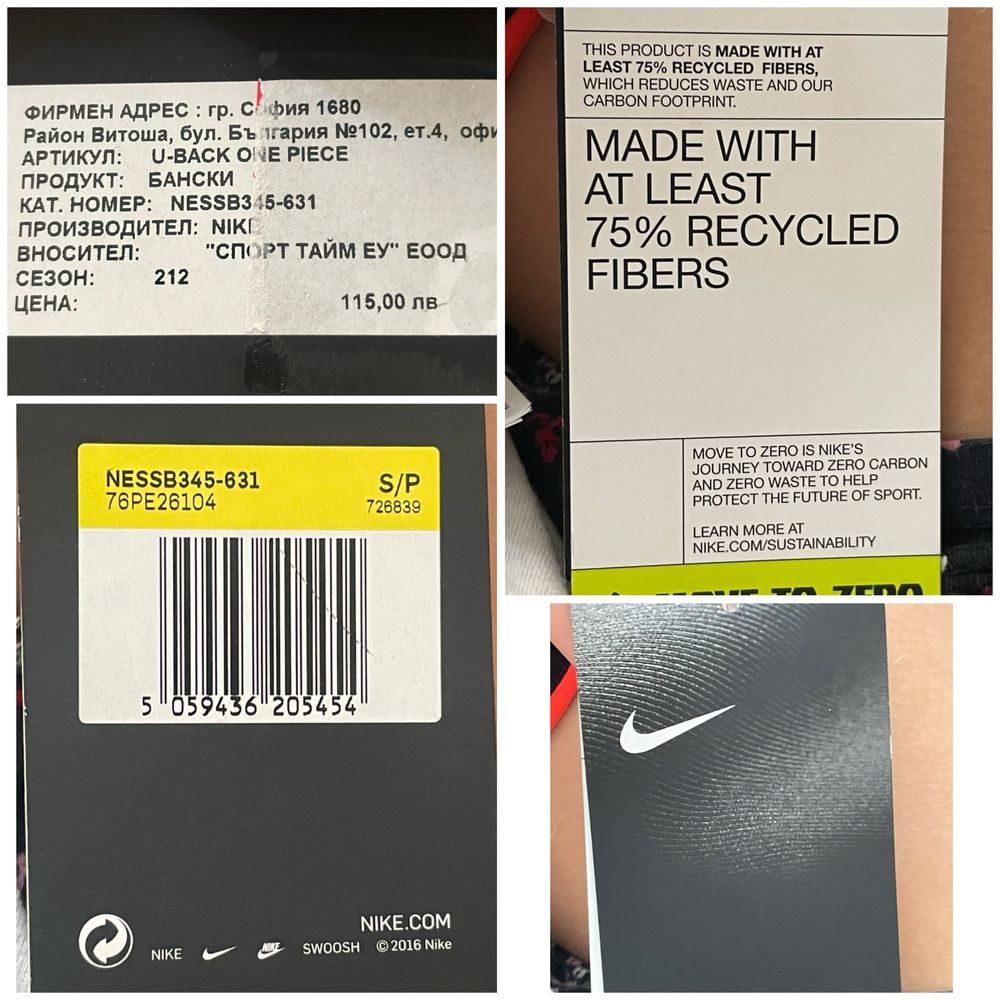 ФИРМЕН АДРЕС : гр. София 1680
Район Витоша, бул. България №102, ет.4,
АРТИКУЛ: U-BACK ONE PIECE
ПРОДУКТ: БАНСКИ
КАТ. НОМЕР: NESSB345-631
ПРОИЗВОДИТЕЛ: NIKE
ВНОСИТЕЛ: "СПОРТ ТАЙМ ЕУ" ЕООД
СЕЗОН: 212
ЦЕНА: 115,00 лв
THIS PRODUCT IS MADE WITH AT
LEAST 75% RECYCLED FIBERS,
WHICH REDUCES WASTE AND OUR
CARBON FOOTPRINT.
MADE WITH
AT LEAST
75% RECYCLED
FIBERS
MOVE TO ZERO IS NIKE'S
JOURNEY TOWARD ZERO CARBON
AND ZERO WASTE TO HELP
PROTECT THE FUTURE OF SPORT.
LEARN MORE AT
NIKE.COM/SUSTAINABILITY
MOVE TO ZERO
NESSB345-631 S/P
76PE26104 726839
5 059436 205454
NIKE.COM
NIKE NIKE SWOOSH © 2016 Nike